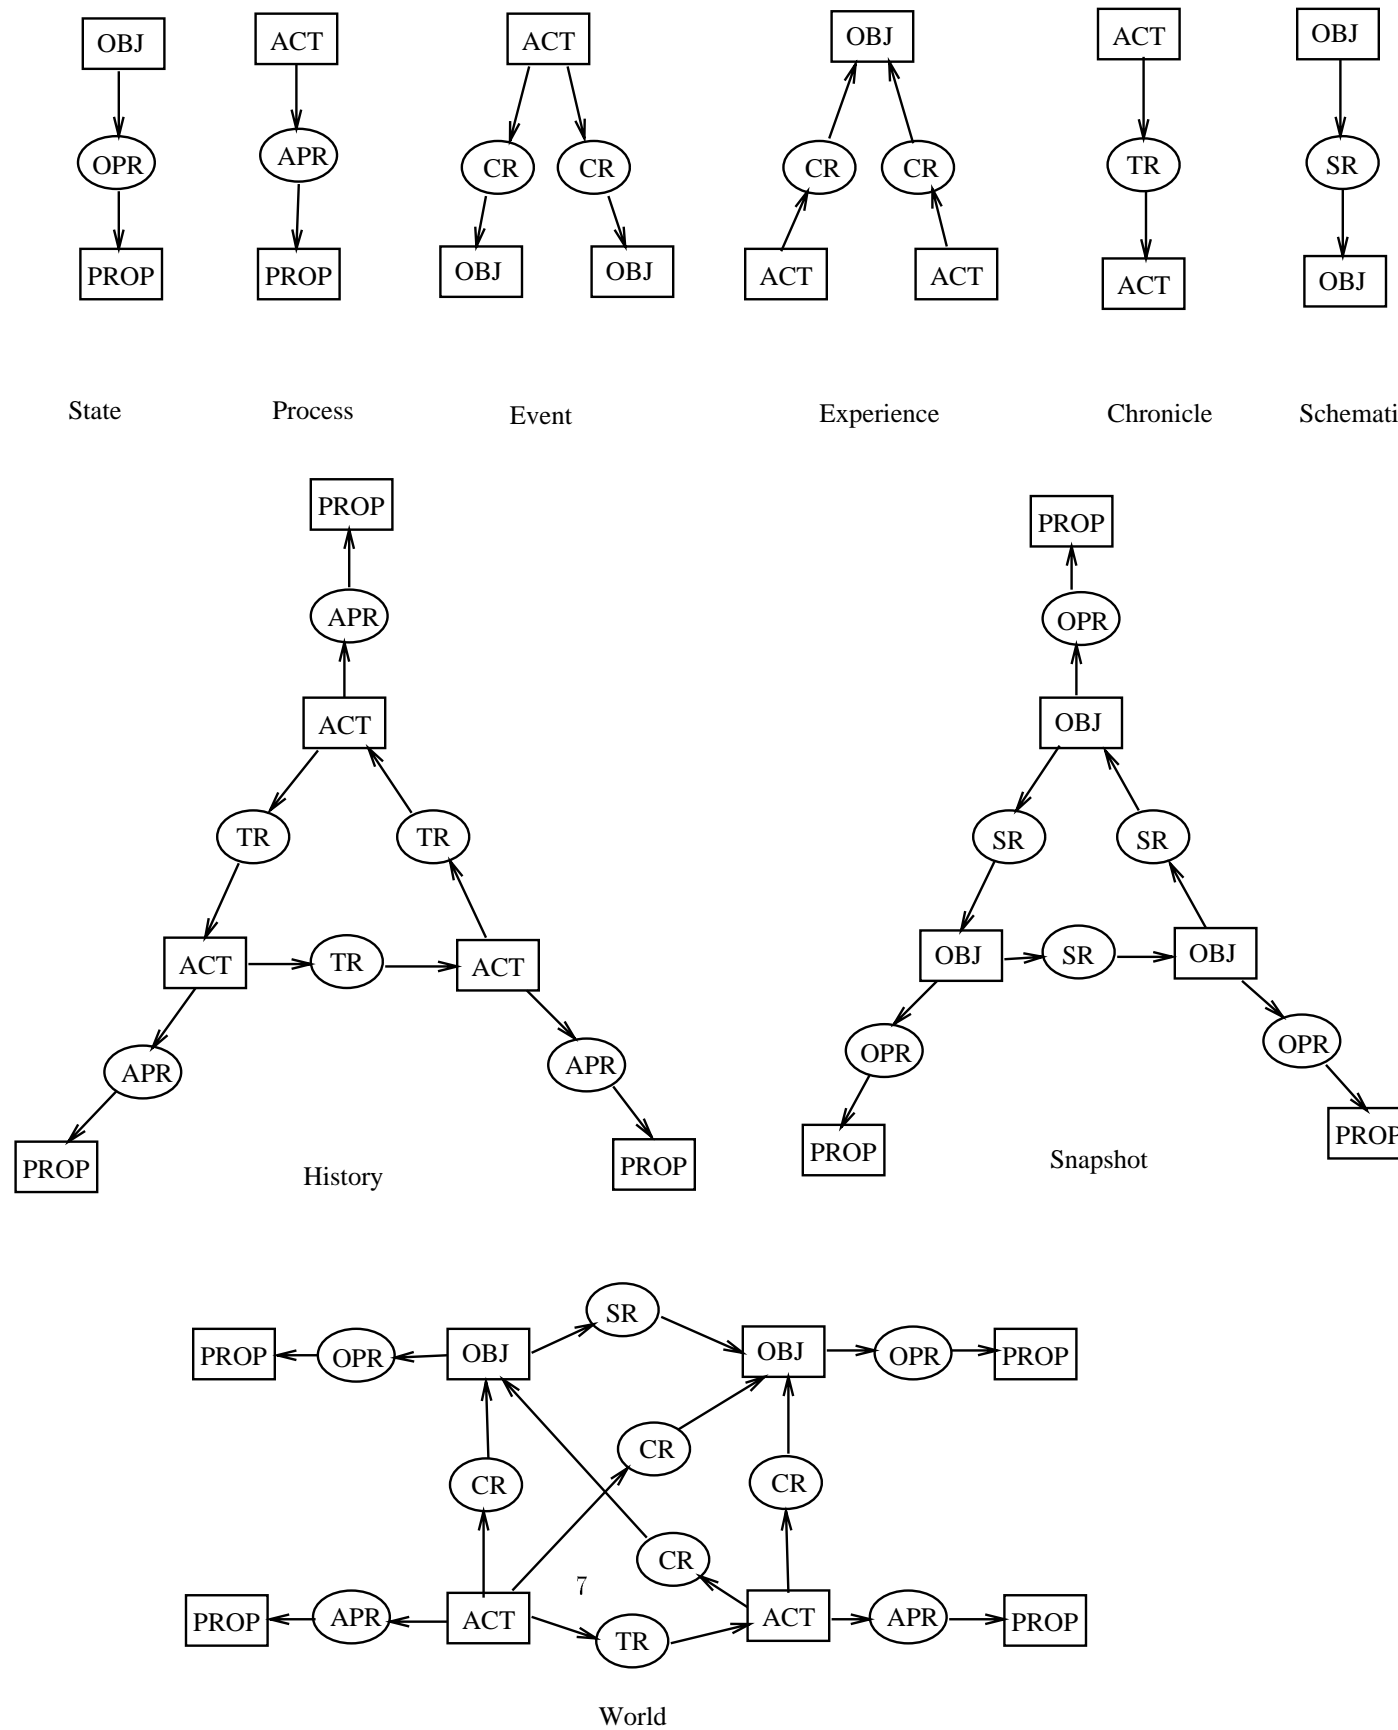 OBJ ACT ACT OBJ ACT OBJ
OPR APR CR CR CR CR TR SR
PROP PROP OBJ OBJ ACT ACT ACT OBJ
State Process Event Experience Chronicle Schemati
PROP PROP
APR OPR
ACT OBJ
TR TR SR SR
ACT TR ACT OBJ SR OBJ
APR APR OPR OPR
PROP PROP PROP PROP
History Snapshot
SR
PROP OPR OBJ OBJ OPR PROP
CR
CR CR
CR
7
PROP APR ACT ACT APR PROP
TR
World